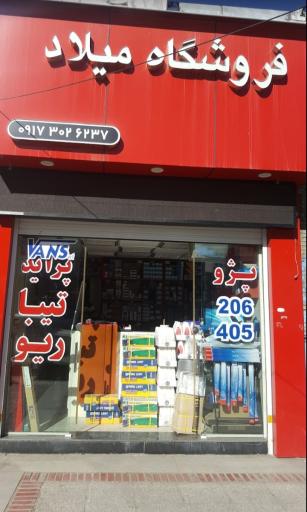 فروشگاه میلاد
۰۹۱۷ ۳۰۲ ۶۲۳۷
پژو
206
405
VANS
پراید
تیبا
ریو